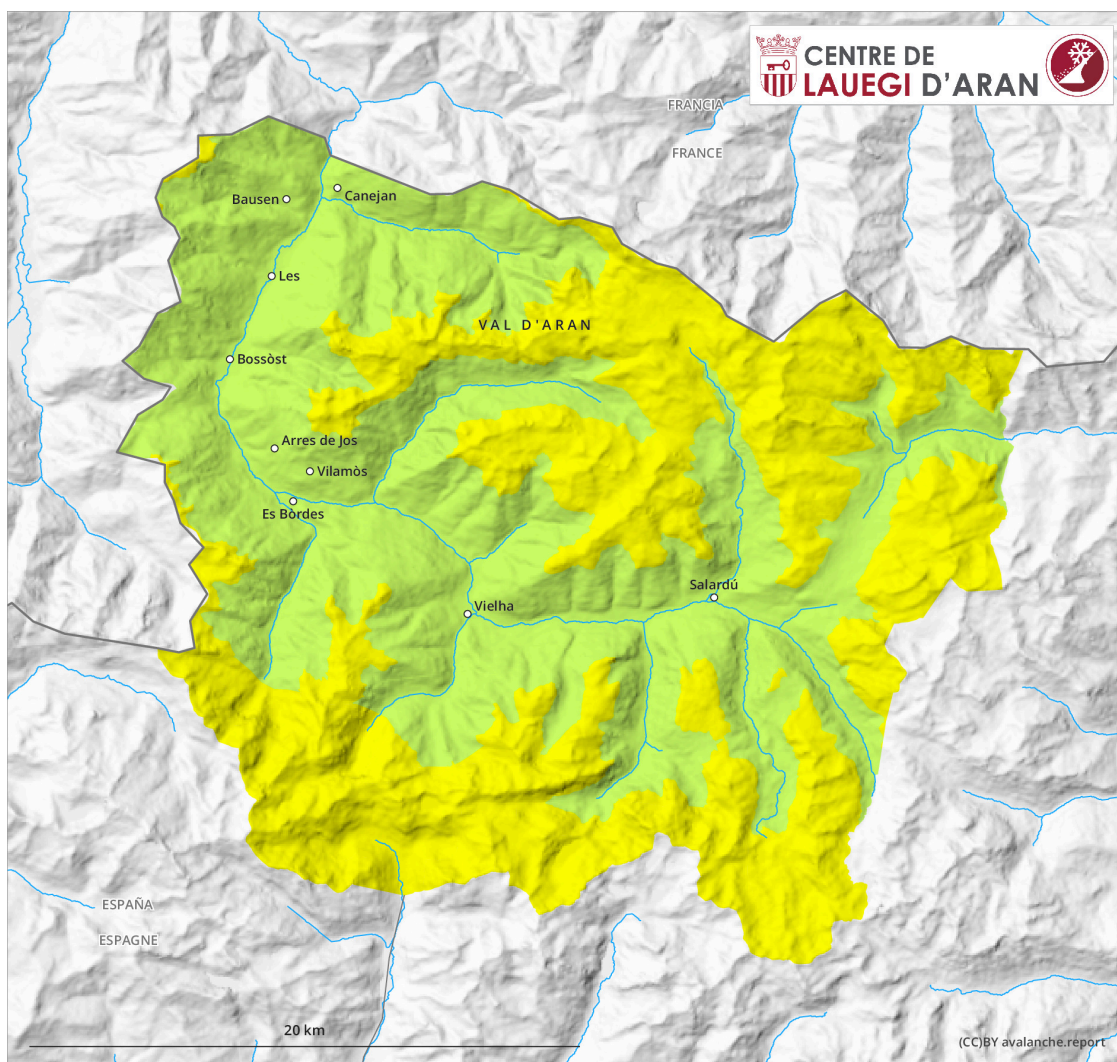 CENTRE DE
LAUEGI D'ARAN
FRANCIA
FRANCE
Bausen
Canejan
Les
VAL D'ARAN
Bossòst
Arres de Jos
Vilamòs
Es Bòrdes
Salardú
Vielha
ESPAÑA
ESPAGNE
20 km
(CC)BY avalanche.report